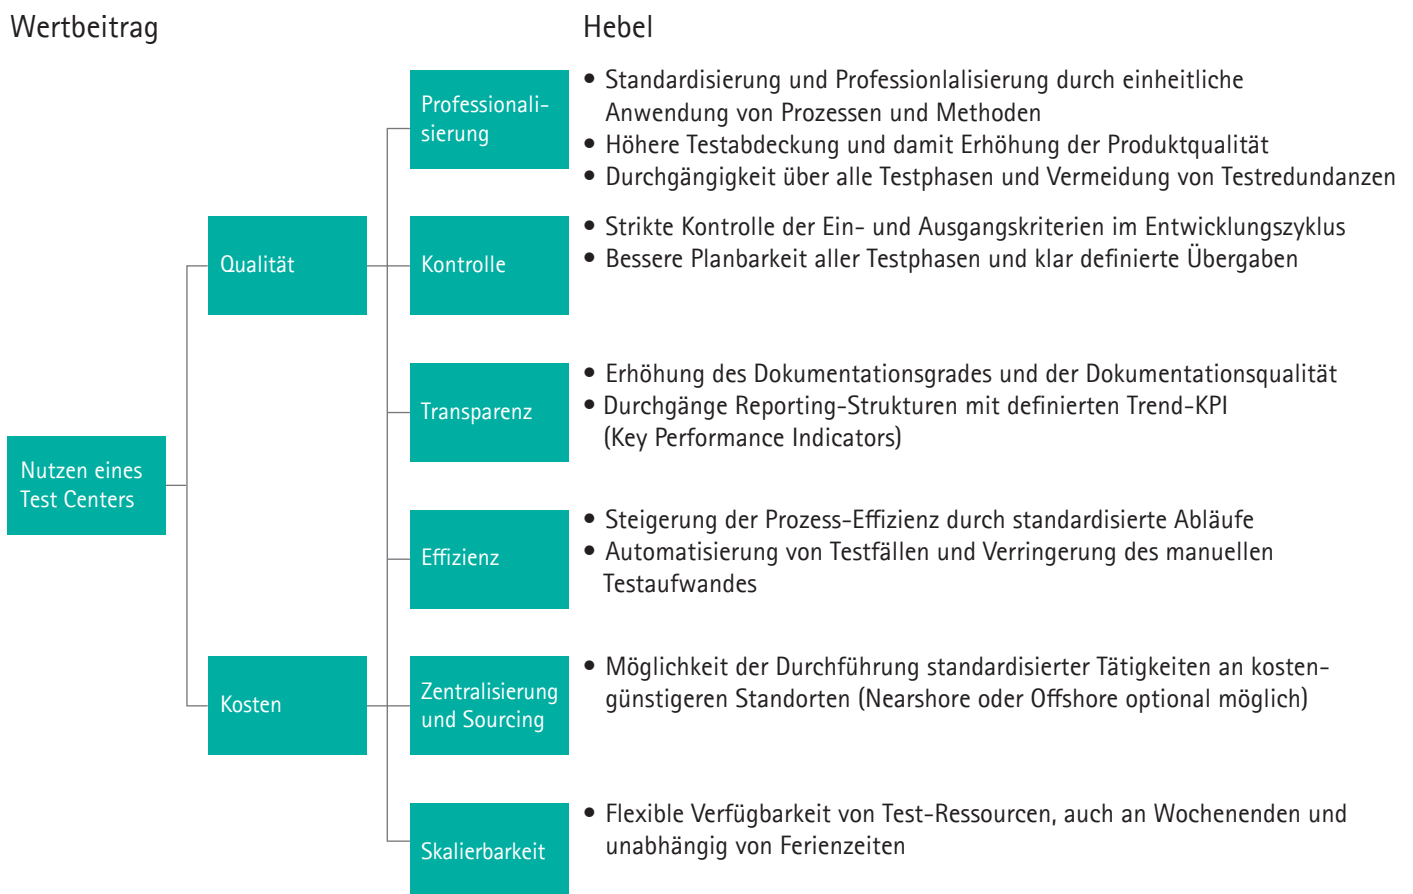 Wertbeitrag
Hebel
Professionali-
sierung
• Standardisierung und Professionlalisierung durch einheitliche
Anwendung von Prozessen und Methoden
• Höhere Testabdeckung und damit Erhöhung der Produktqualität
• Durchgängigkeit über alle Testphasen und Vermeidung von Testredundanzen
Qualität
Kontrolle
• Strikte Kontrolle der Ein- und Ausgangskriterien im Entwicklungszyklus
• Bessere Planbarkeit aller Testphasen und klar definierte Übergaben
Transparenz
• Erhöhung des Dokumentationsgrades und der Dokumentationsqualität
• Durchgänge Reporting-Strukturen mit definierten Trend-KPI
(Key Performance Indicators)
Nutzen eines
Test Centers
Effizienz
• Steigerung der Prozess-Effizienz durch standardisierte Abläufe
• Automatisierung von Testfällen und Verringerung des manuellen
Testaufwandes
Kosten
Zentralisierung
und Sourcing
• Möglichkeit der Durchführung standardisierter Tätigkeiten an kosten-
günstigeren Standorten (Nearshore oder Offshore optional möglich)
Skalierbarkeit
• Flexible Verfügbarkeit von Test-Ressourcen, auch an Wochenenden und
unabhängig von Ferienzeiten